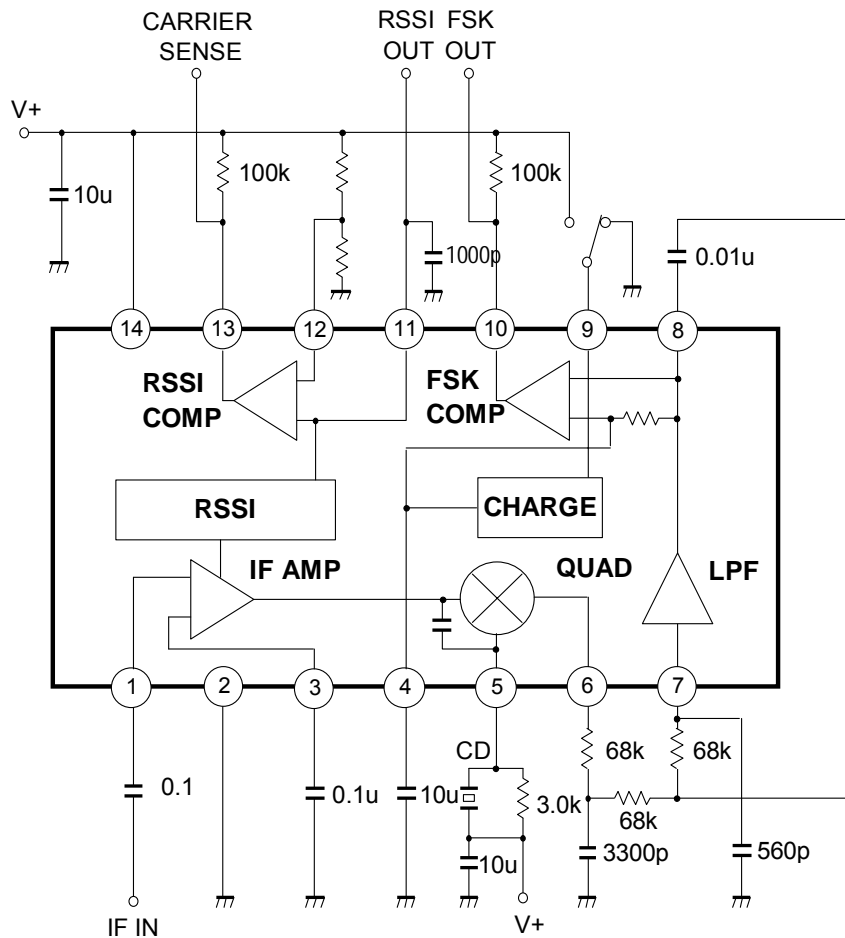 CARRIER
SENSE
RSSI
OUT
FSK
OUT
V+
10u
100k
1000p
100k
0.01u
14
13
12
11
10
9
8
RSSI
COMP
FSK
COMP
RSSI
CHARGE
IF AMP
QUAD
LPF
1
2
3
4
5
6
7
0.1
0.1u
10u
CD
3.0k
10u
68k
68k
68k
3300p
560p
IF IN
V+